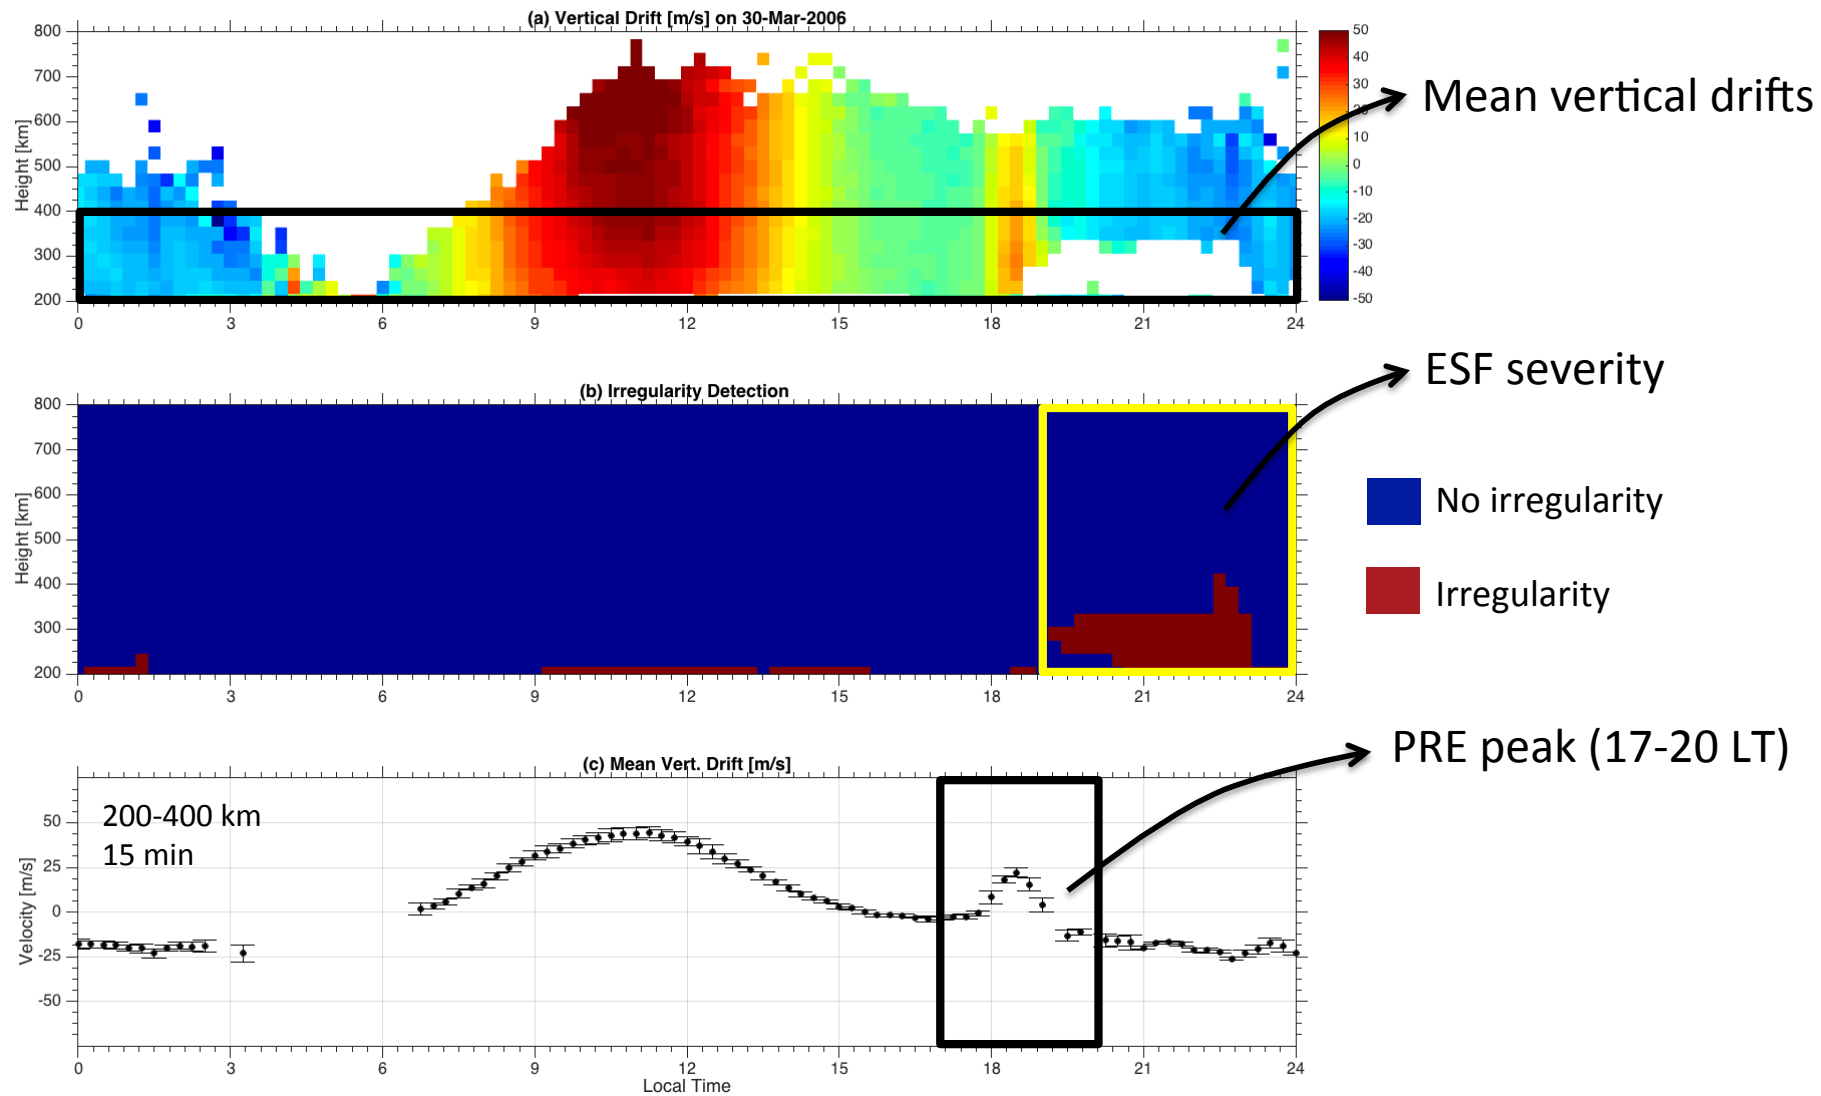 (a) Vertical Drift [m/s] on 30-Mar-2006
800
700
600
500
400
300
200
Height [km]
0 3 6 9 12 15 18 21 24
50
40
30
20
10
0
-10
-20
-30
-40
-50
Mean vertical drifts
(b) Irregularity Detection
800
700
600
500
400
300
200
Height [km]
0 3 6 9 12 15 18 21 24
ESF severity
No irregularity
Irregularity
(c) Mean Vert. Drift [m/s]
200-400 km
15 min
50
25
0
-25
-50
Velocity [m/s]
0 3 6 9 12 15 18 21 24
Local Time
PRE peak (17-20 LT)